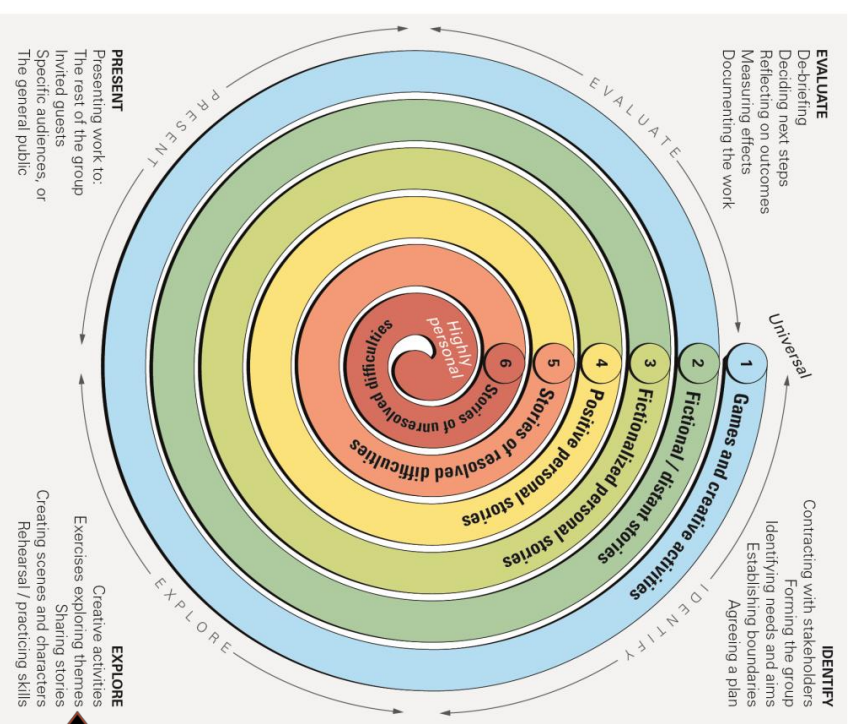 EVALUATE
De-briefing
Deciding next steps
Reflecting on outcomes
Measuring effects
Documenting the work
IDENTIFY
Contracting with stakeholders
Forming the group
Identifying needs and aims
Establishing boundaries
Agreeing a plan
PRESENT
Presenting work to:
The rest of the group
Invited guests
Specific audiences, or
The general public
EXPLORE
Creative activities
Exercises exploring themes
Sharing stories
Creating scenes and characters
Rehearsal / practicing skills
EVALUATE
IDENTIFY
EXPLORE
PRESENT
Universal
1 Games and creative activities
2 Fictional / distant stories
3 Fictionalized personal stories
4 Positive personal stories
5 Stories of resolved difficulties
6 Stories of unresolved difficulties
Highly
personal